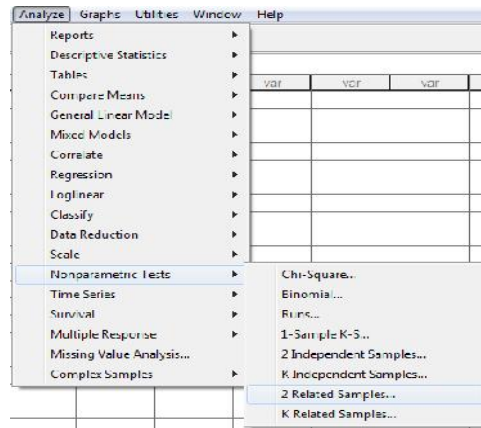 Analyze Graphs Utilities Window Help
Reports
Descriptive Statistics
Tables
var var var
Compare Means
General Linear Model
Mixed Models
Correlate
Regression
Loglinear
Classify
Data Reduction
Scale
Nonparametric Tests
Time Series
Survival
Multiple Response
Missing Value Analysis...
Complex Samples
Chi-Square...
Binomial...
Runs...
1-Sample K-S...
2 Independent Samples...
K Independent Samples...
2 Related Samples...
K Related Samples...